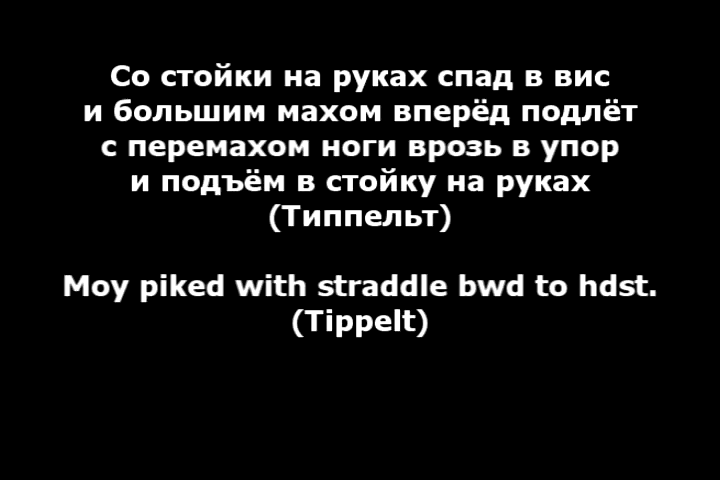 Со стойки на руках спад в вис
и большим махом вперёд подлёт
с перемахом ноги врозь в упор
и подъём в стойку на руках
(Типпельт)
Moy piked with straddle bwd to hdst.
(Tippelt)